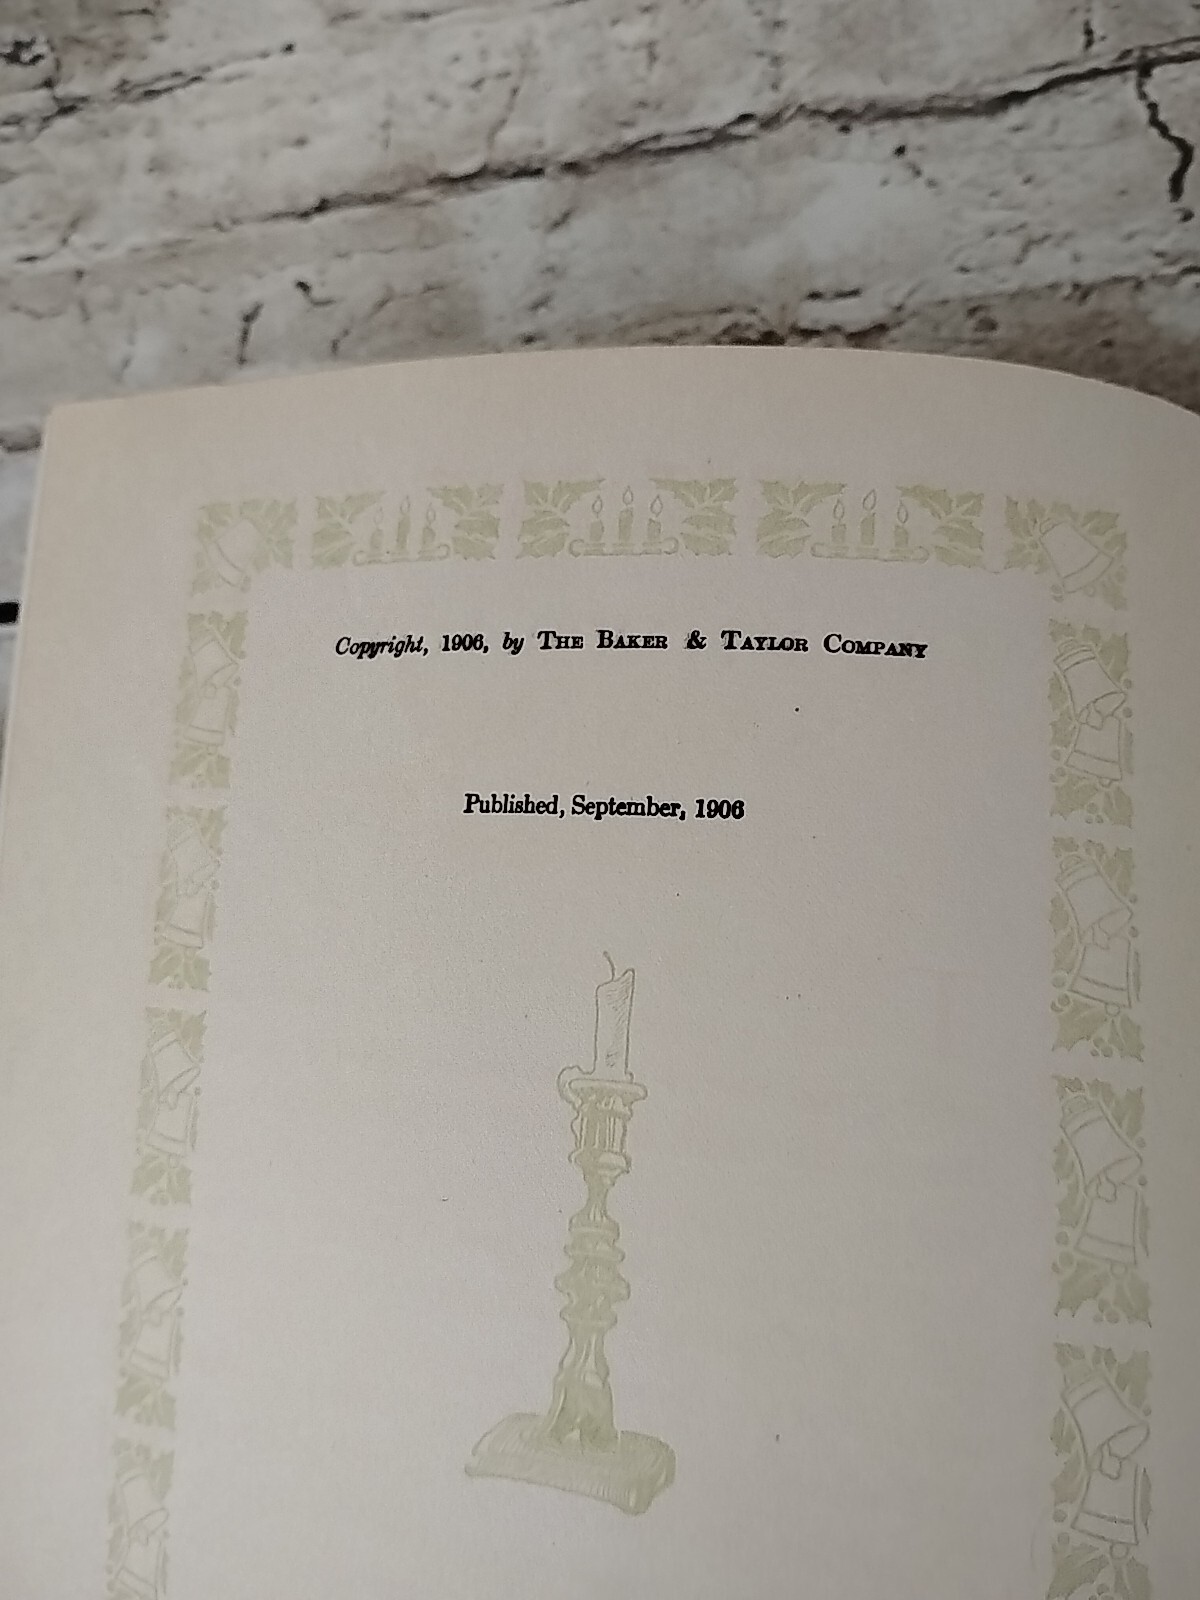 Copyright, 1906, by The Baker & Taylor Company
Published, September, 1906